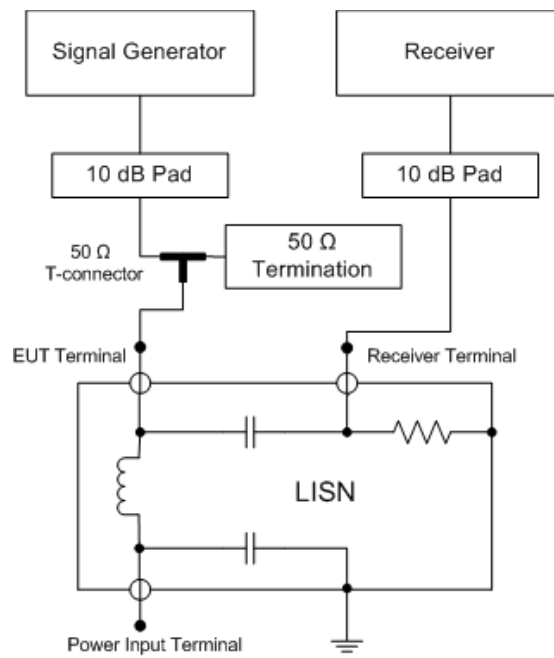 Signal Generator
Receiver
10 dB Pad
10 dB Pad
50 Ω
T-connector
50 Ω
Termination
EUT Terminal
Receiver Terminal
LISN
Power Input Terminal